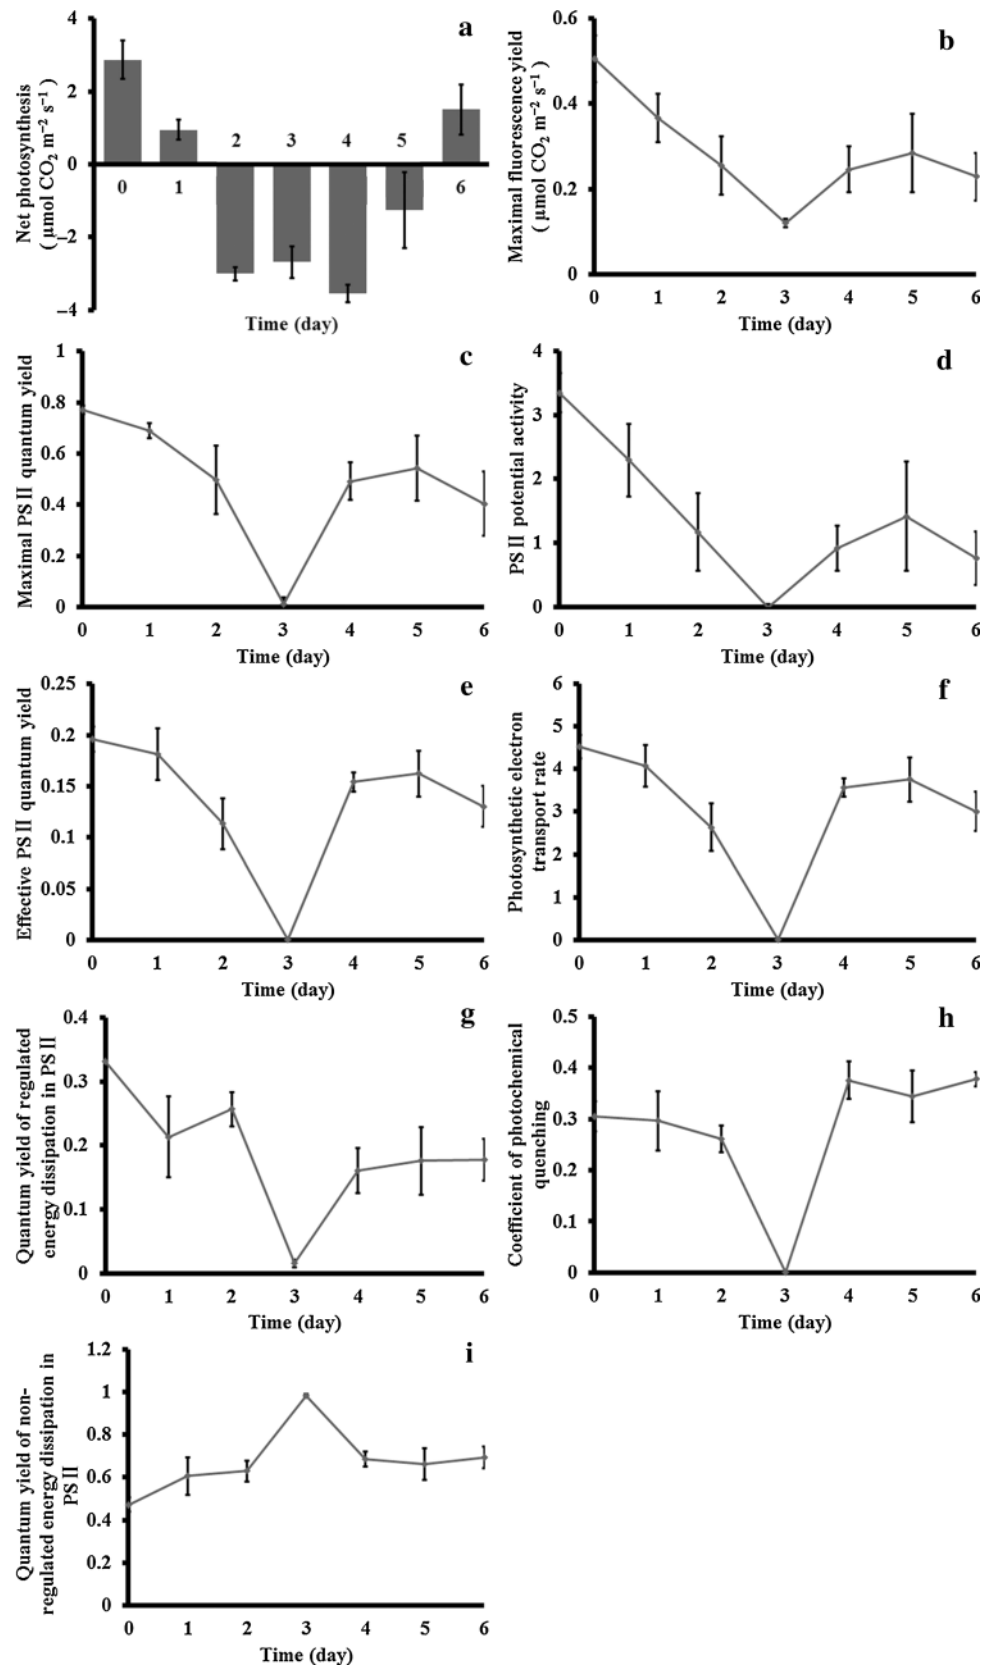 a
Net photosynthesis
( μmol CO₂ m⁻² s⁻¹)
4
2
0
−2
−4
0
1
2
3
4
5
6
Time (day)
b
Maximal fluorescence yield
( μmol CO₂ m⁻² s⁻¹)
0.6
0.4
0.2
0
0 1 2 3 4 5 6
Time (day)
c
Maximal PS II quantum yield
1
0.8
0.6
0.4
0.2
0
0 1 2 3 4 5 6
Time (day)
d
PS II potential activity
4
3
2
1
0
0 1 2 3 4 5 6
Time (day)
e
Effective PS II quantum yield
0.25
0.2
0.15
0.1
0.05
0
0 1 2 3 4 5 6
Time (day)
f
Photosynthetic electron
transport rate
6
5
4
3
2
1
0
0 1 2 3 4 5 6
Time (day)
g
Quantum yield of regulated
energy dissipation in PS II
0.4
0.3
0.2
0.1
0
0 1 2 3 4 5 6
Time (day)
h
Coefficient of photochemical
quenching
0.5
0.4
0.3
0.2
0.1
0
0 1 2 3 4 5 6
Time (day)
i
Quantum yield of non-
regulated energy dissipation in
PS II
1.2
1
0.8
0.6
0.4
0.2
0
0 1 2 3 4 5 6
Time (day)